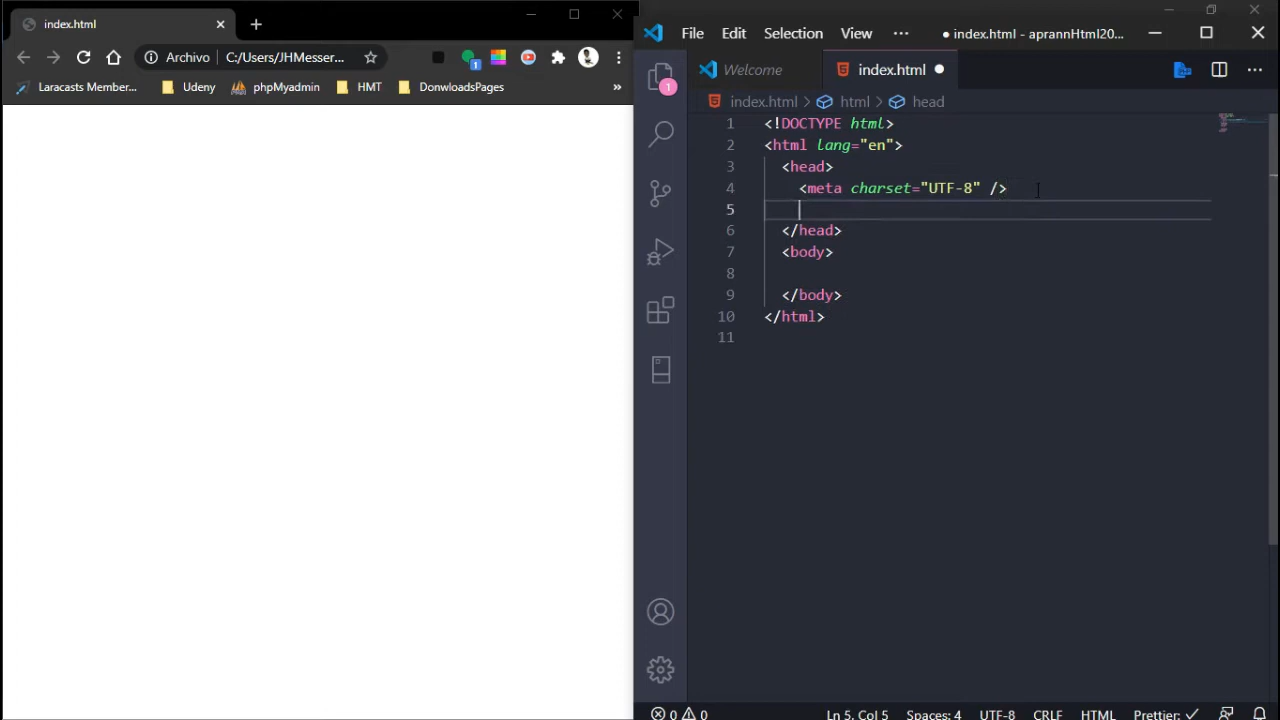 index.html
Archivo C:/Users/JHMesser...
1
Laracasts Member...
Udeny
phpMyadmin
HMT
DonwloadsPages
»
File
Edit
Selection
View
···
● index.html - aprannHtml20...
1
Welcome
index.html ●
index.html > html > head
1 <!DOCTYPE html>
2 <html lang="en">
3 <head>
4 <meta charset="UTF-8" />
5
6 </head>
7 <body>
8
9 </body>
10 </html>
11
0 0
Ln 5, Col 5
Spaces: 4
UTF-8
CRLF
HTML
Prettier: ✓